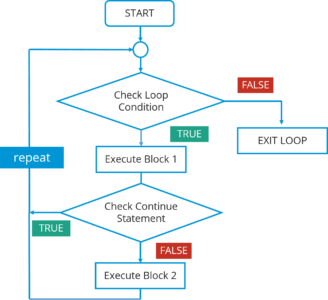 START
Check Loop
Condition
FALSE
TRUE
EXIT LOOP
repeat
Execute Block 1
Check Continue
Statement
TRUE
FALSE
Execute Block 2